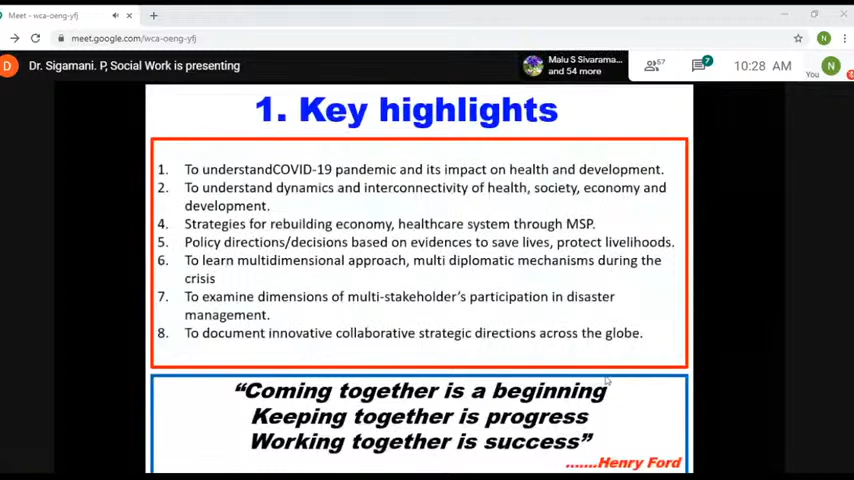 Meet - wca-oeng-yfj
meet.google.com/wca-oeng-yfj
N
D
Dr. Sigamani. P, Social Work is presenting
Malu S Sivarama...
and 54 more
57
7
10:28 AM
You
N
1. Key highlights
1. To understandCOVID-19 pandemic and its impact on health and development.
2. To understand dynamics and interconnectivity of health, society, economy and
development.
4. Strategies for rebuilding economy, healthcare system through MSP.
5. Policy directions/decisions based on evidences to save lives, protect livelihoods.
6. To learn multidimensional approach, multi diplomatic mechanisms during the
crisis
7. To examine dimensions of multi-stakeholder's participation in disaster
management.
8. To document innovative collaborative strategic directions across the globe.
“Coming together is a beginning
Keeping together is progress
Working together is success”
.......Henry Ford